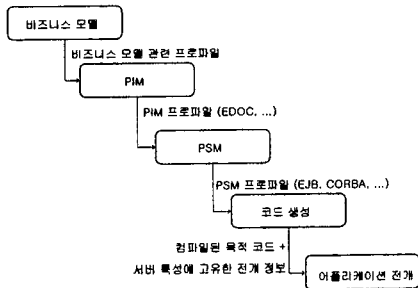 비즈니스 모델
비즈니스 모델 관련 프로파일
PIM
PIM 프로파일 (EDOC, ...)
PSM
PSM 프로파일 (EJB, CORBA, ...)
코드 생성
컴파일된 목적 코드 +
서버 특성에 고유한 전개 정보
어플리케이션 전개